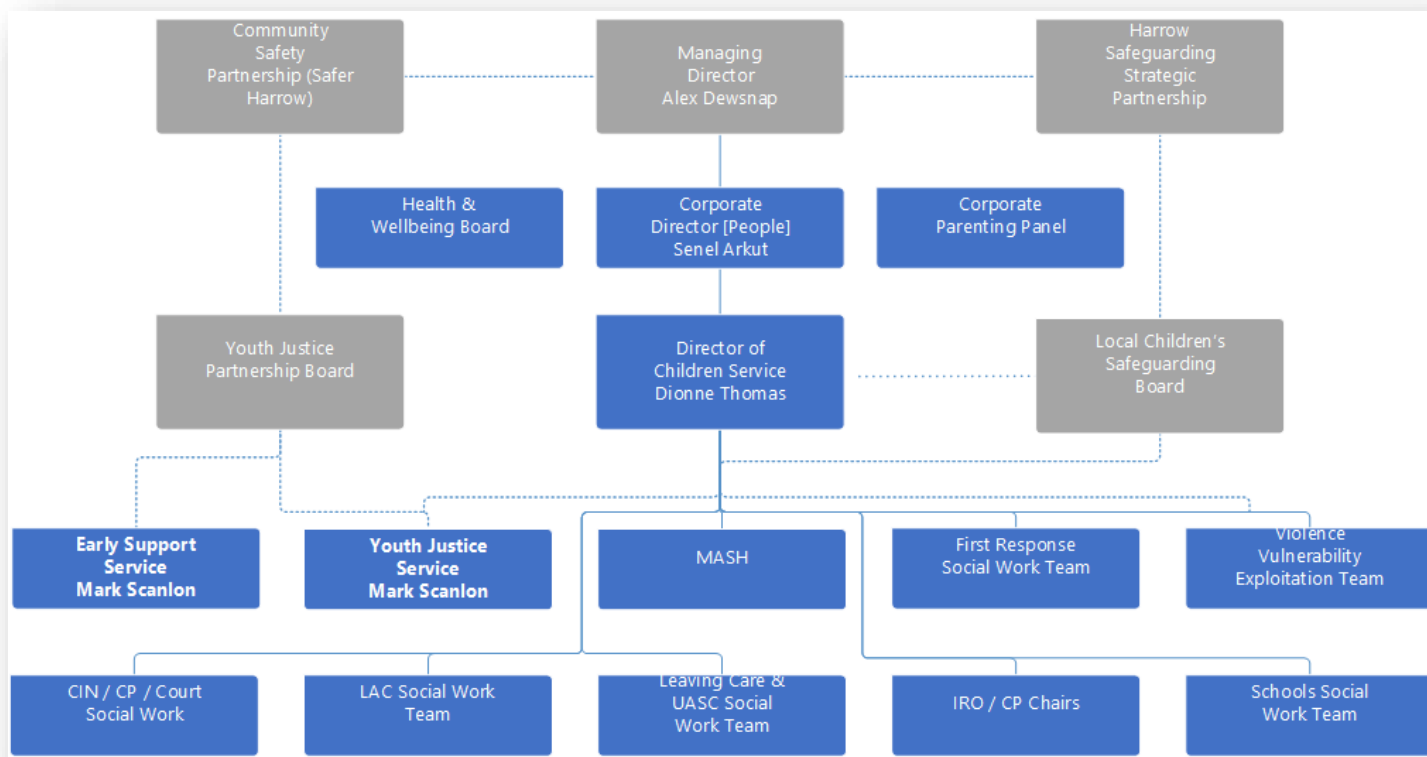 Community
Safety
Partnership (Safer
Harrow)
Managing
Director
Alex Dewsnap
Harrow
Safeguarding
Strategic
Partnership
Health &
Wellbeing Board
Corporate
Director [People]
Senel Arkut
Corporate
Parenting Panel
Youth Justice
Partnership Board
Director of
Children Service
Dionne Thomas
Local Children's
Safeguarding
Board
Early Support
Service
Mark Scanlon
Youth Justice
Service
Mark Scanlon
MASH
First Response
Social Work Team
Violence
Vulnerability
Exploitation Team
CIN / CP / Court
Social Work
LAC Social Work
Team
Leaving Care &
UASC Social
Work Team
IRO / CP Chairs
Schools Social
Work Team